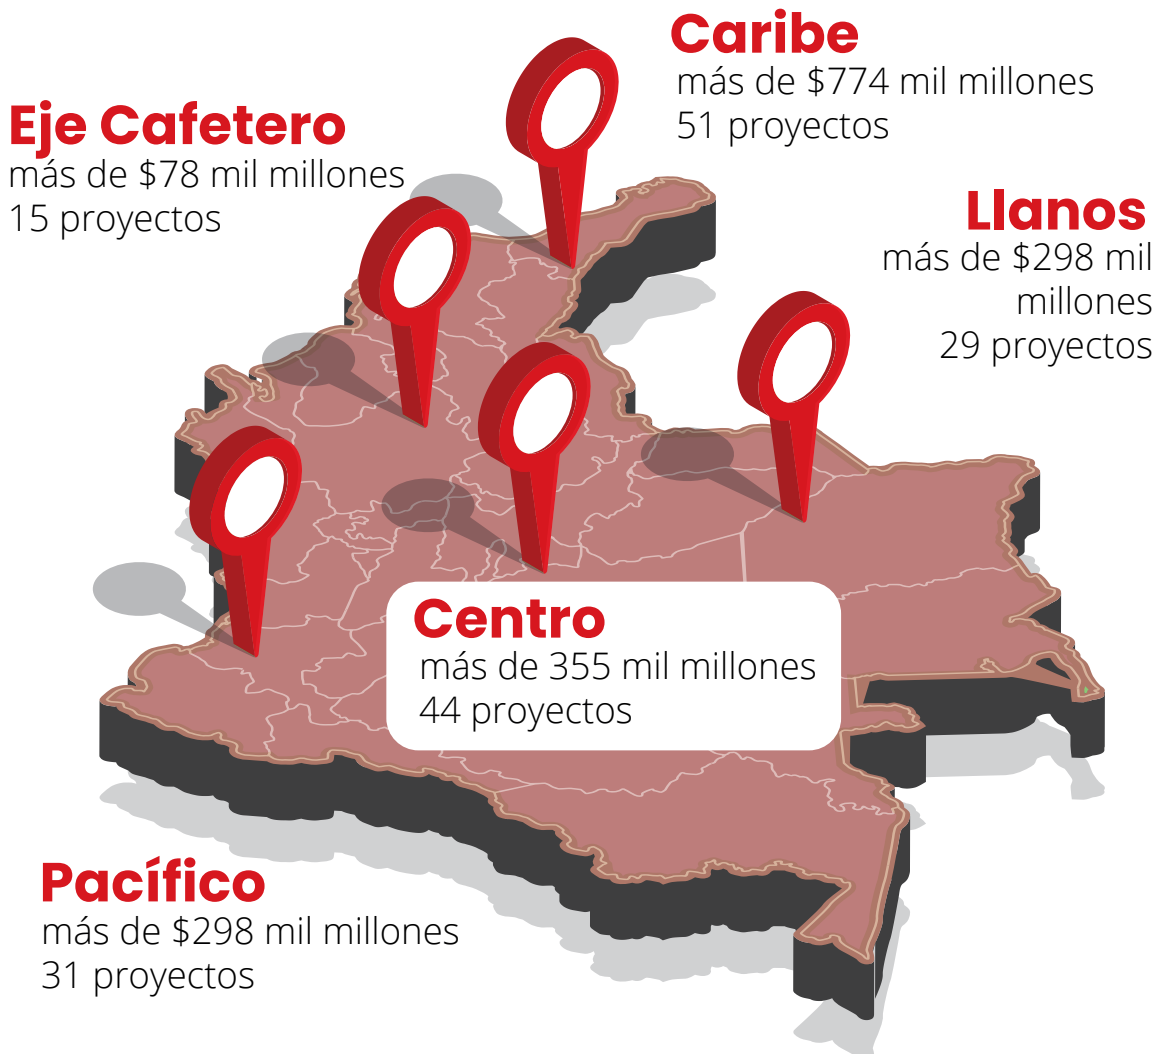 Caribe
más de $774 mil millones
51 proyectos
Eje Cafetero
más de $78 mil millones
15 proyectos
Llanos
más de $298 mil
millones
29 proyectos
Centro
más de 355 mil millones
44 proyectos
Pacífico
más de $298 mil millones
31 proyectos